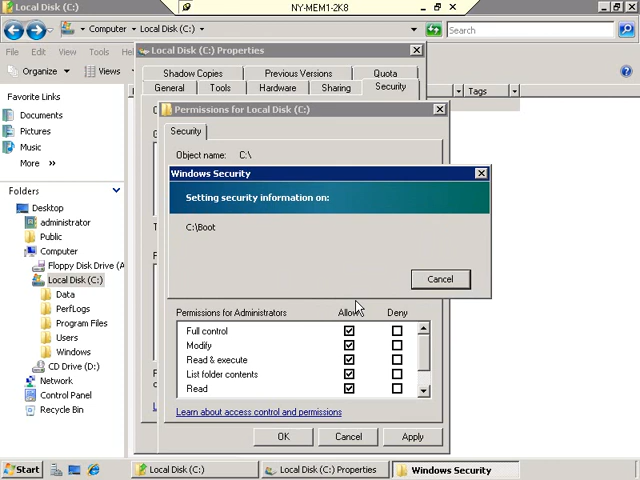 Local Disk (C:)
NY-MEM1-2K8
Computer
Local Disk (C:)
Search
File
Edit
View
Tools
Organize
Views
Favorite Links
Documents
Pictures
Music
More »
Folders
Desktop
administrator
Public
Computer
Floppy Disk Drive (A
Local Disk (C:)
Data
PerfLogs
Program Files
Users
Windows
CD Drive (D:)
Network
Control Panel
Recycle Bin
Tags
Local Disk (C:) Properties
Shadow Copies
Previous Versions
Quota
General
Tools
Hardware
Sharing
Security
Permissions for Local Disk (C:)
Security
Object name: C:\
Windows Security
Setting security information on:
C:\Boot
Cancel
Permissions for Administrators
Allow
Deny
Full control
Modify
Read & execute
List folder contents
Read
Learn about access control and permissions
OK
Cancel
Apply
Start
Local Disk (C:)
Local Disk (C:) Properties
Windows Security